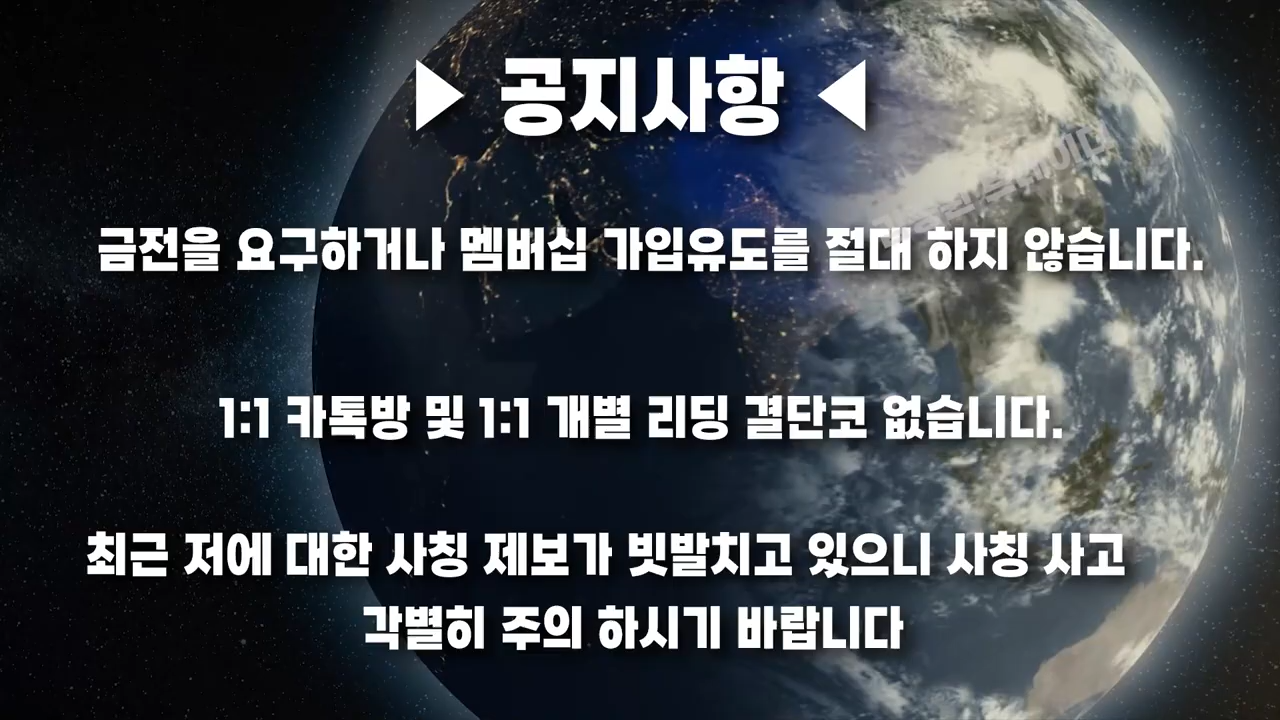 ▶ 공지사항 ◀
금전을 요구하거나 멤버십 가입유도를 절대 하지 않습니다.
1:1 카톡방 및 1:1 개별 리딩 결단코 없습니다.
최근 저에 대한 사칭 제보가 빗발치고 있으니 사칭 사고
각별히 주의 하시기 바랍니다